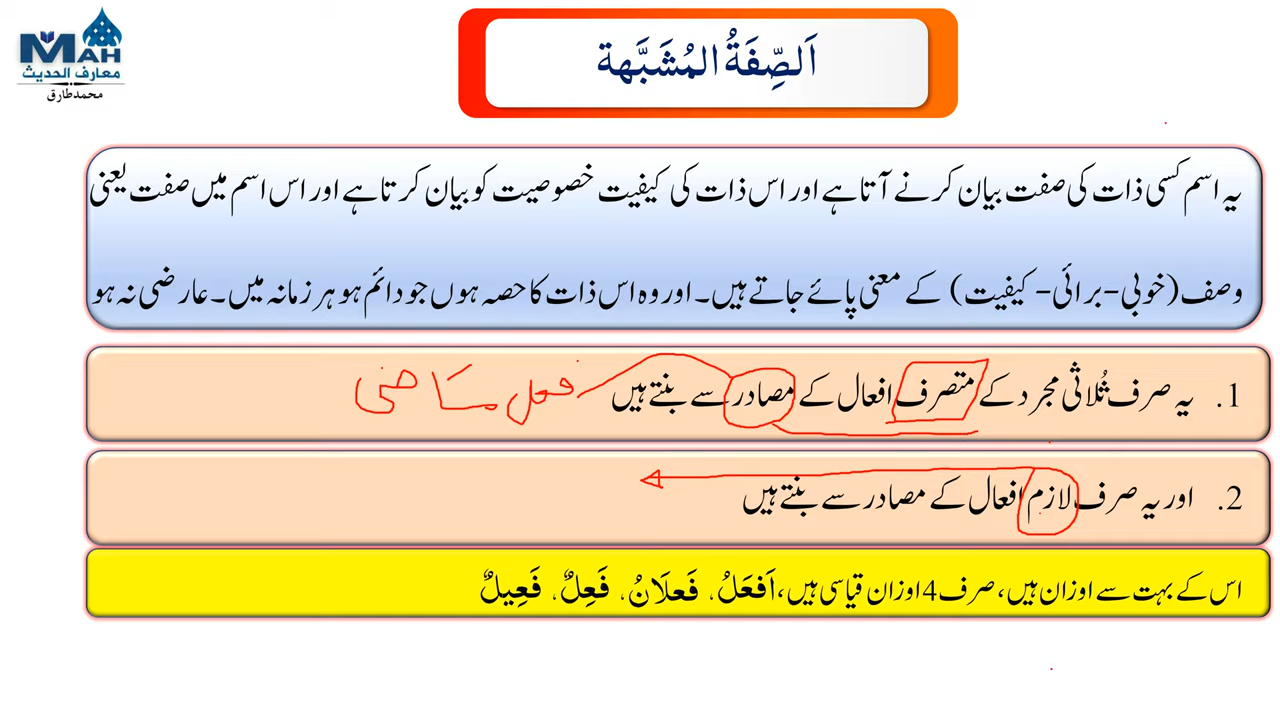 MAH
معارف الحدیث
محمد طارق
اَلصِّفَةُ المُشَبَّهة
یہ اسم کسی ذات کی صفت بیان کرنے آتا ہے اور اس ذات کی کیفیت خصوصیت کو بیان کرتا ہے اور اس اسم میں صفت یعنی
وصف (خوبی-برائی- کیفیت) کے معنی پائے جاتے ہیں۔ اور وہ اس ذات کا حصہ ہوں جو دائم ہو ہر زمانہ میں۔ عارضی نہ ہو
1. یہ صرف ثُلاثی مجرد کے متصرف افعال کے مصادر سے بنتے ہیں فعل ماضی
2. اور یہ صرف لازم افعال کے مصادر سے بنتے ہیں
اس کے بہت سے اوزان ہیں، صرف 4 اوزان قیاسی ہیں، اَفعَلُ، فَعلَانُ، فَعِلٌ، فَعِیلٌ